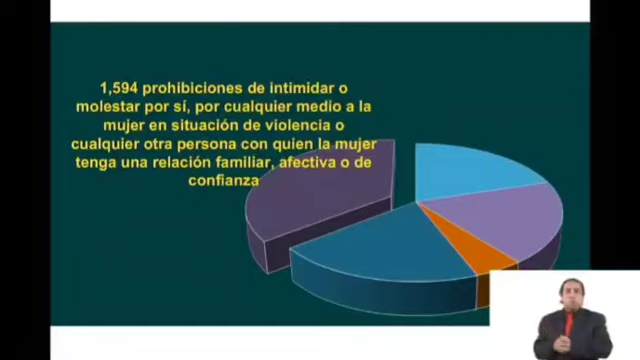 1,594 prohibiciones de intimidar o
molestar por sí, por cualquier medio a la
mujer en situación de violencia o
cualquier otra persona con quien la mujer
tenga una relación familiar, afectiva o de
confianza